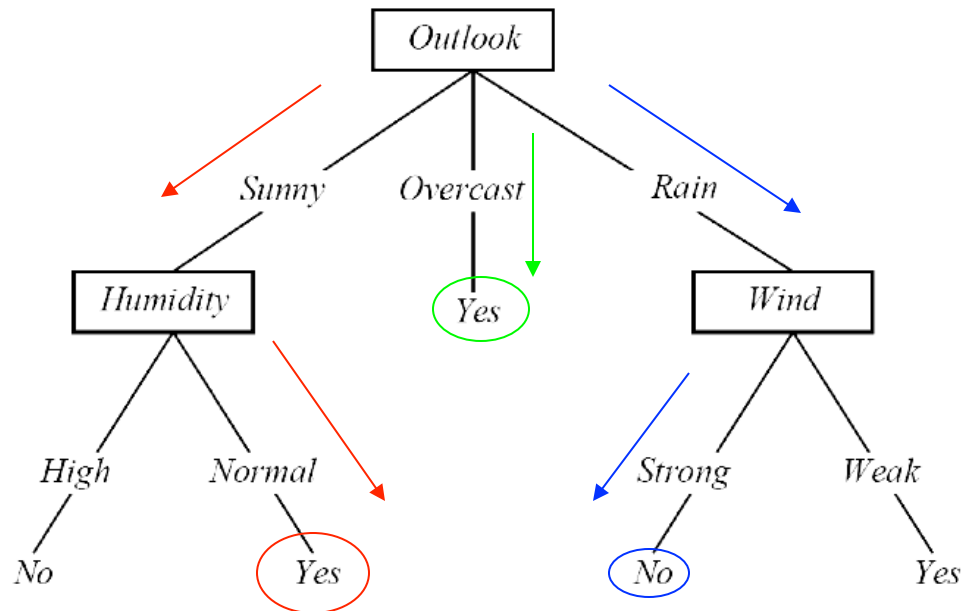 Outlook
Sunny Overcast Rain
Humidity Yes Wind
High Normal Strong Weak
No Yes No Yes